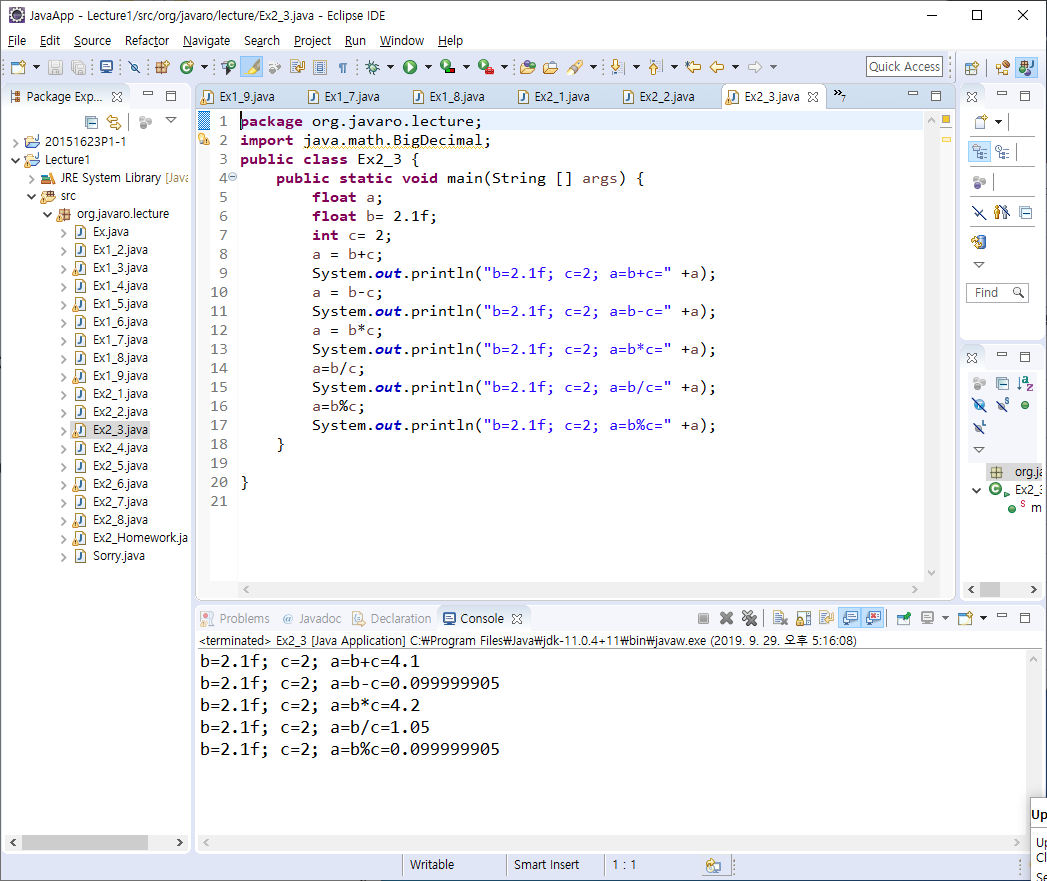 JavaApp - Lecture1/src/org/javaro/lecture/Ex2_3.java - Eclipse IDE
File Edit Source Refactor Navigate Search Project Run Window Help
Quick Access
Package Exp...
20151623P1-1
Lecture1
JRE System Library [Java
src
org.javaro.lecture
Ex.java
Ex1_2.java
Ex1_3.java
Ex1_4.java
Ex1_5.java
Ex1_6.java
Ex1_7.java
Ex1_8.java
Ex1_9.java
Ex2_1.java
Ex2_2.java
Ex2_3.java
Ex2_4.java
Ex2_5.java
Ex2_6.java
Ex2_7.java
Ex2_8.java
Ex2_Homework.ja
Sorry.java
Ex1_9.java Ex1_7.java Ex1_8.java Ex2_1.java Ex2_2.java Ex2_3.java »7
1 package org.javaro.lecture;
2 import java.math.BigDecimal;
3 public class Ex2_3 {
4 public static void main(String [] args) {
5 float a;
6 float b= 2.1f;
7 int c= 2;
8 a = b+c;
9 System.out.println("b=2.1f; c=2; a=b+c=" +a);
10 a = b-c;
11 System.out.println("b=2.1f; c=2; a=b-c=" +a);
12 a = b*c;
13 System.out.println("b=2.1f; c=2; a=b*c=" +a);
14 a=b/c;
15 System.out.println("b=2.1f; c=2; a=b/c=" +a);
16 a=b%c;
17 System.out.println("b=2.1f; c=2; a=b%c=" +a);
18 }
19
20 }
21
Find
org.ja
Ex2_3
m
Problems @ Javadoc Declaration Console
<terminated> Ex2_3 [Java Application] C:₩Program Files₩Java₩jdk-11.0.4+11₩bin₩javaw.exe (2019. 9. 29. 오후 5:16:08)
b=2.1f; c=2; a=b+c=4.1
b=2.1f; c=2; a=b-c=0.099999905
b=2.1f; c=2; a=b*c=4.2
b=2.1f; c=2; a=b/c=1.05
b=2.1f; c=2; a=b%c=0.099999905
Up
Up
Cl
Se
Writable Smart Insert 1 : 1